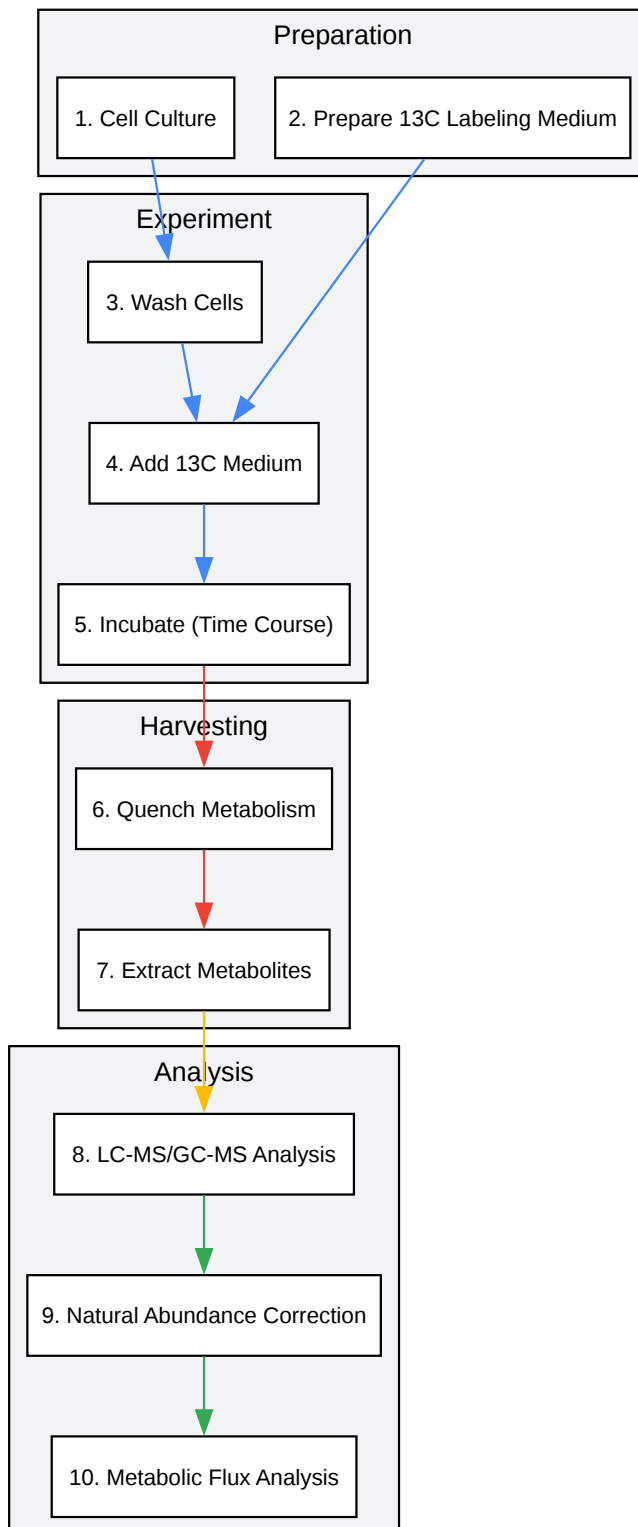 Preparation
1. Cell Culture
2. Prepare 13C Labeling Medium
Experiment
3. Wash Cells
4. Add 13C Medium
5. Incubate (Time Course)
Harvesting
6. Quench Metabolism
7. Extract Metabolites
Analysis
8. LC-MS/GC-MS Analysis
9. Natural Abundance Correction
10. Metabolic Flux Analysis